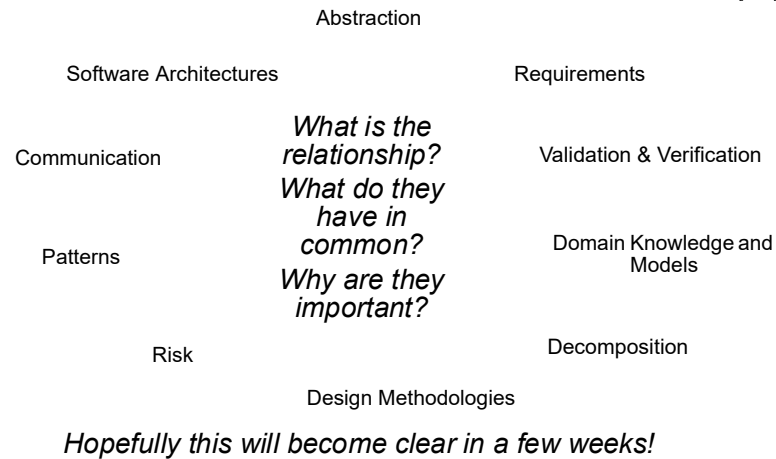 Abstraction
Software Architectures
Requirements
What is the
relationship?
Communication
Validation & Verification
What do they
have in
common?
Patterns
Domain Knowledge and
Models
Why are they
important?
Risk
Decomposition
Design Methodologies
Hopefully this will become clear in a few weeks!